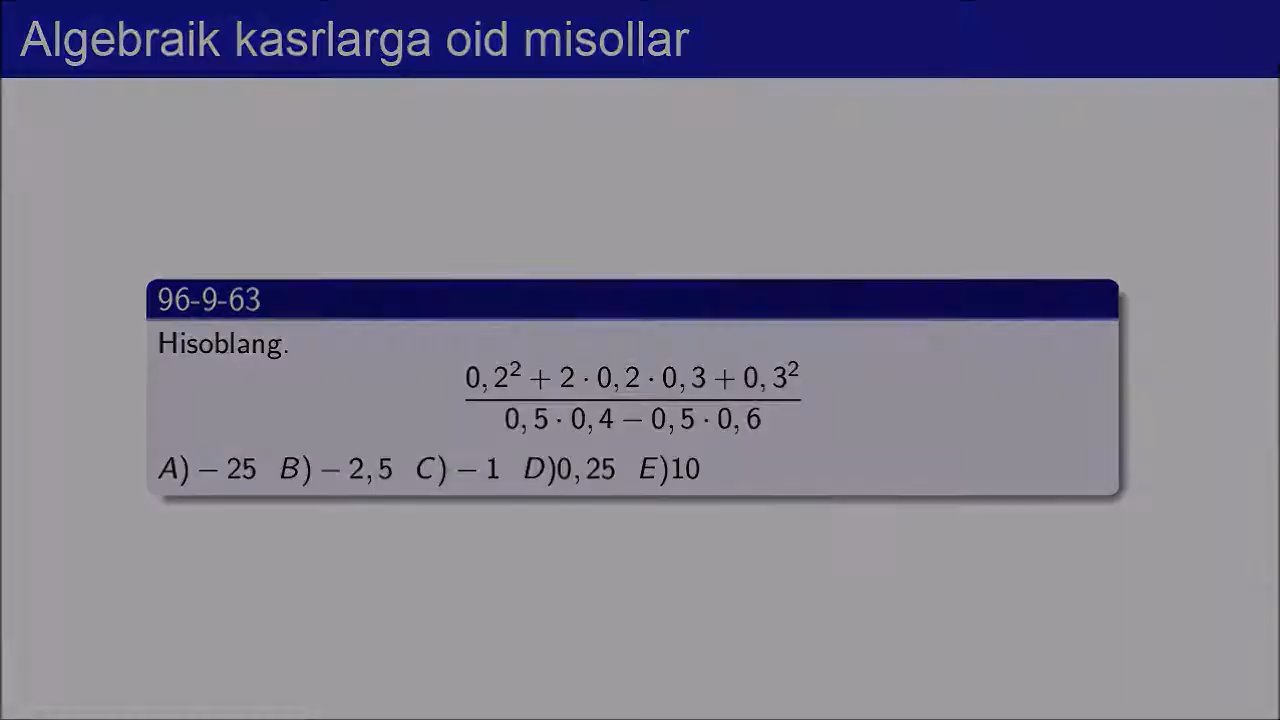 Algebraik kasrlarga oid misollar
96-9-63
Hisoblang.
0,2² + 2 · 0,2 · 0,3 + 0,3²
0,5 · 0,4 − 0,5 · 0,6
A) − 25 B) − 2,5 C) − 1 D)0,25 E)10